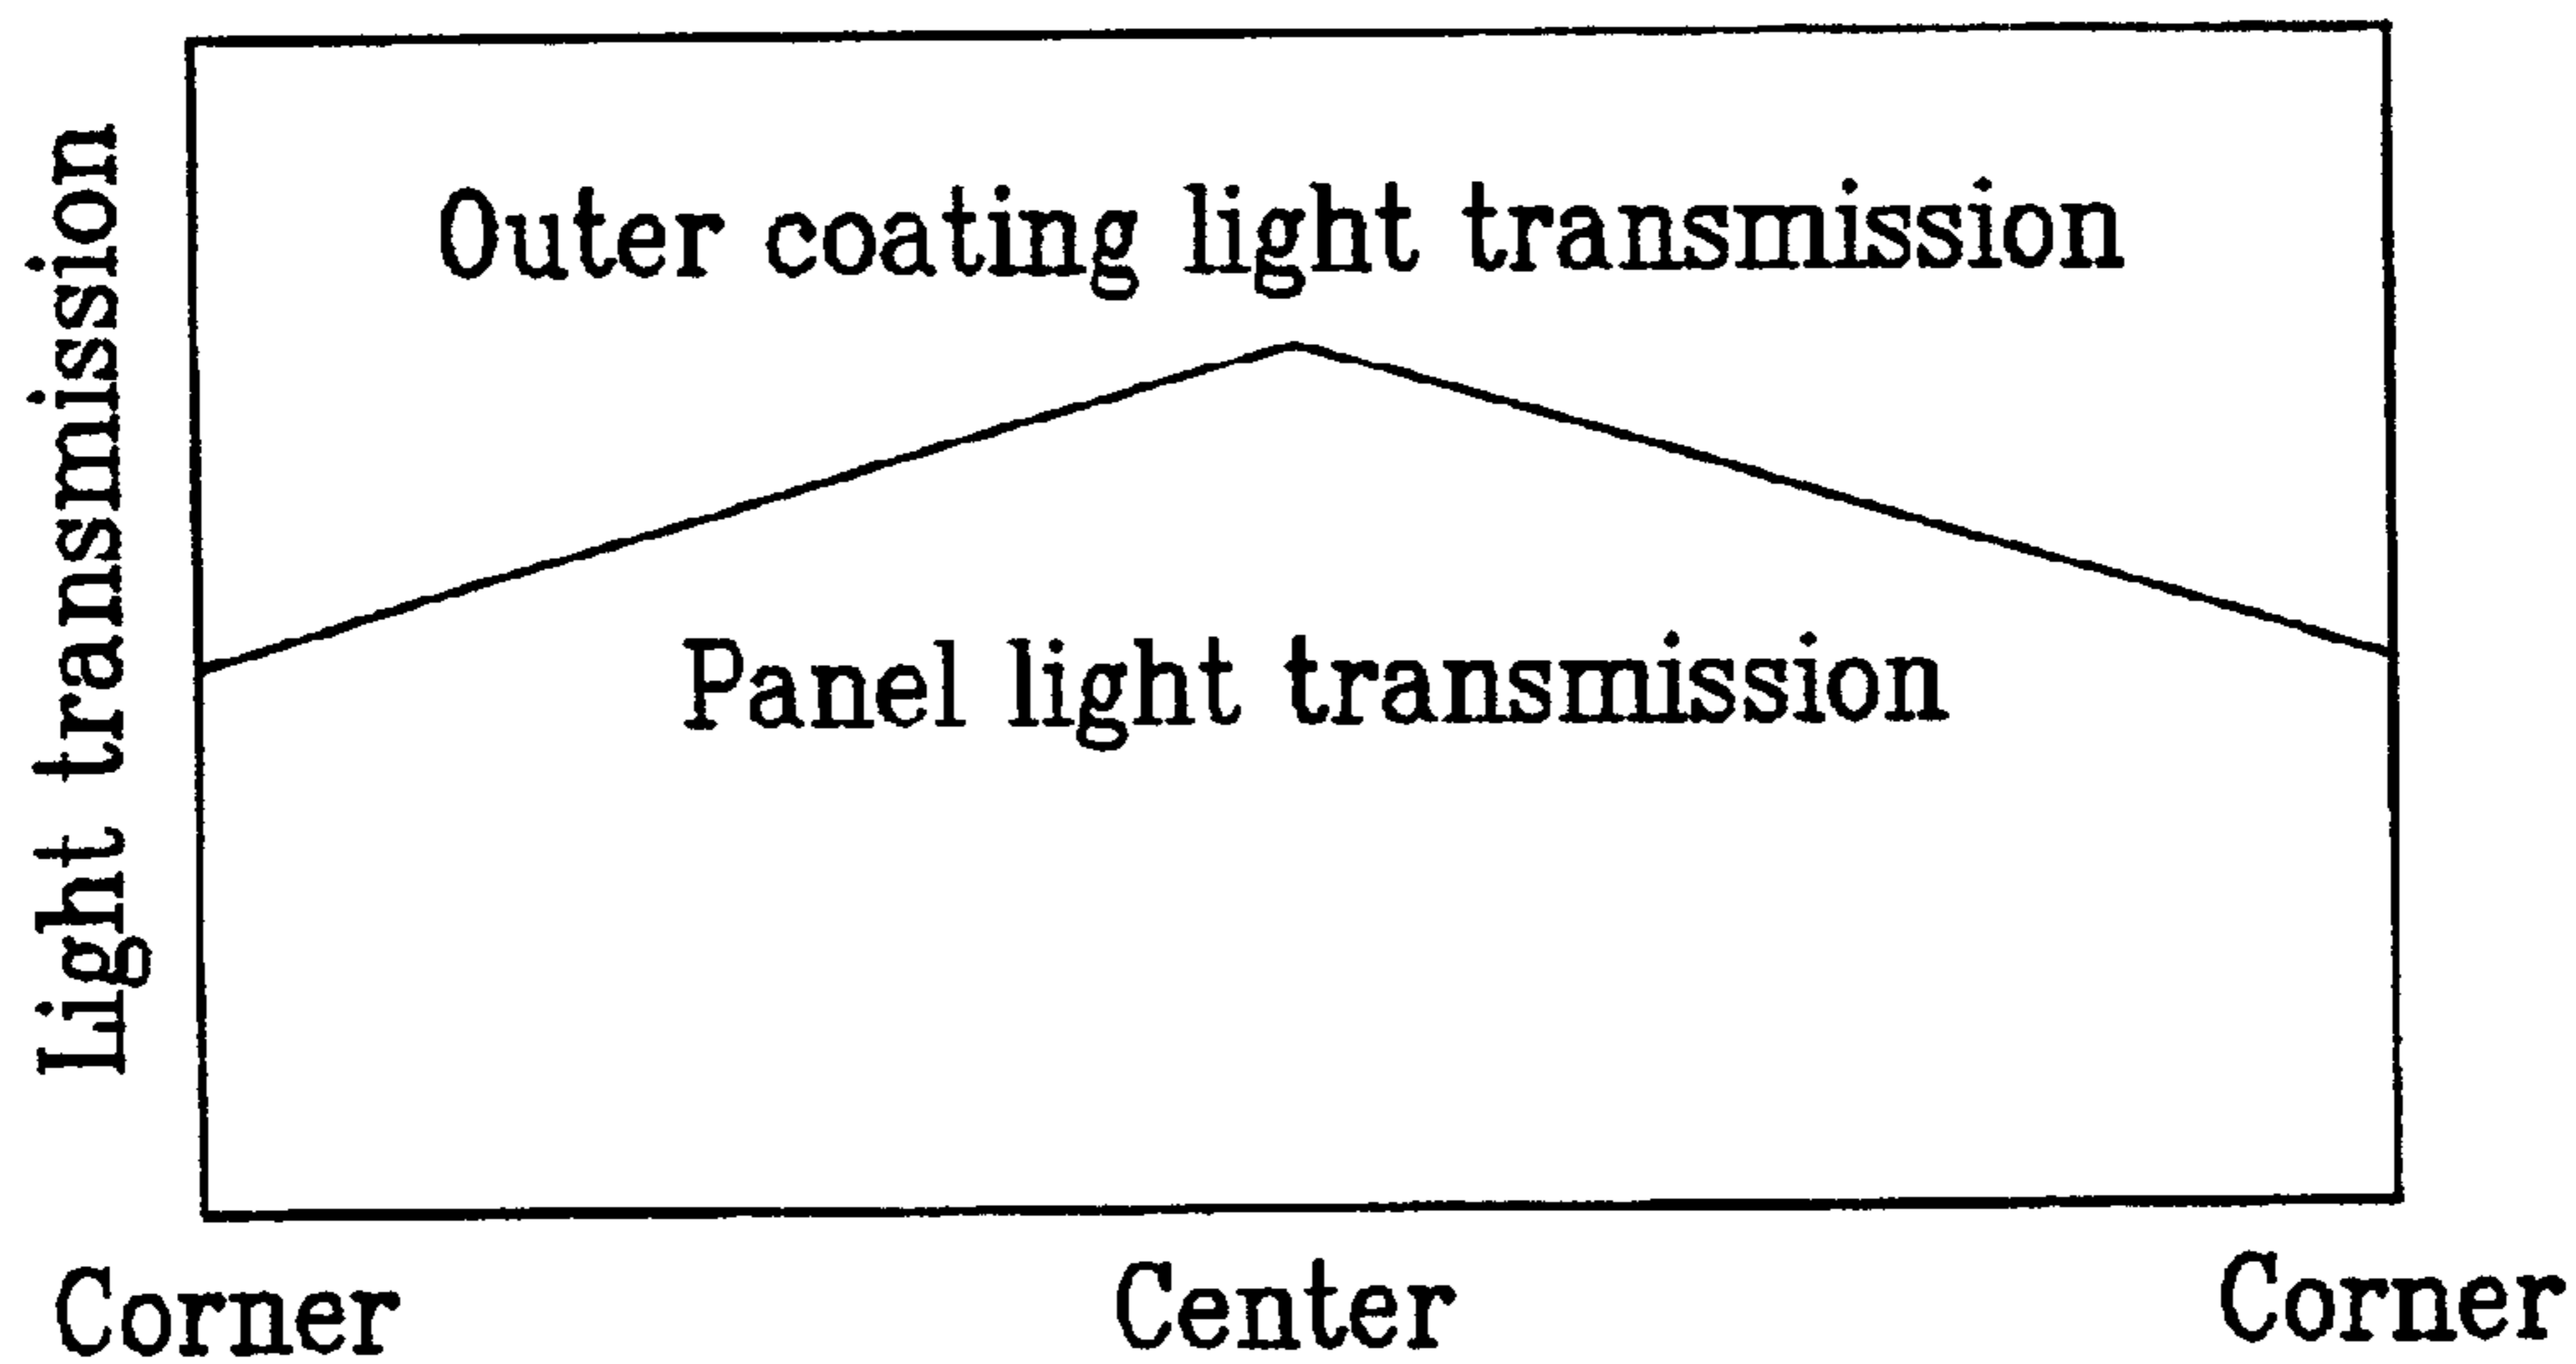 Light transmission
Outer coating light transmission
Panel light transmission
Corner
Center
Corner